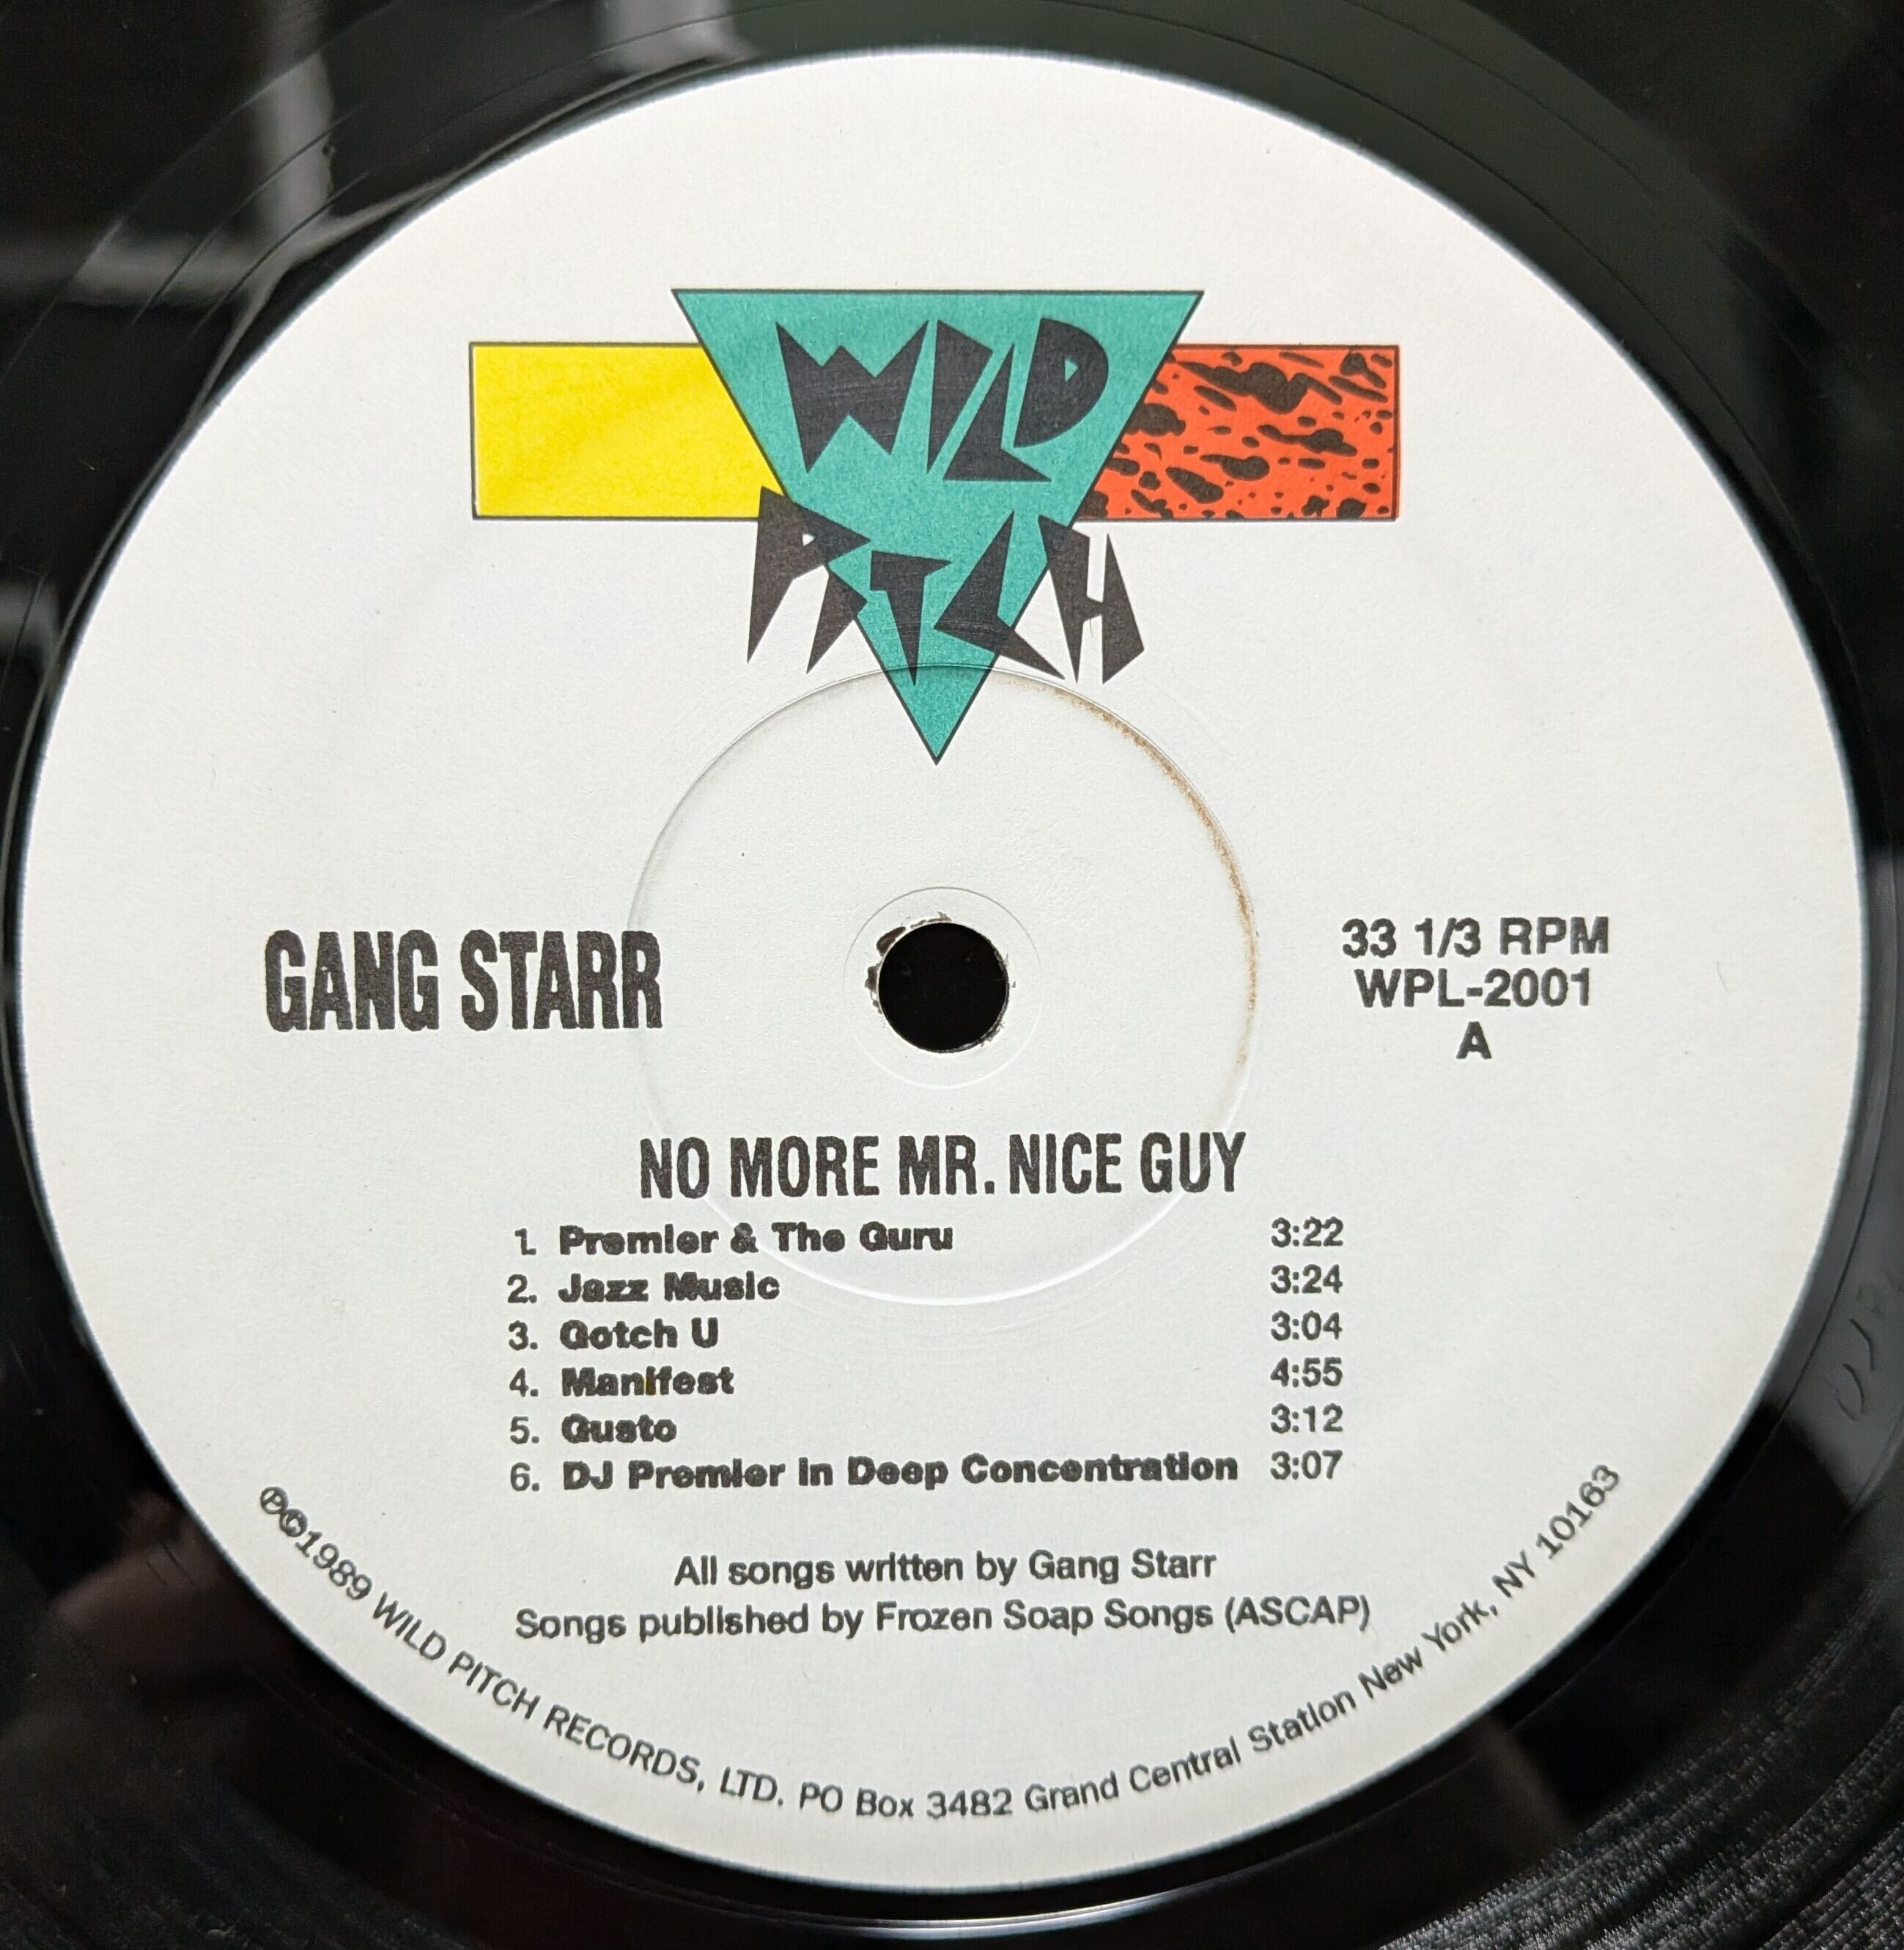 WILD
PITCH
GANG STARR
33 1/3 RPM
WPL-2001
A
NO MORE MR. NICE GUY
1. Premier & The Guru 3:22
2. Jazz Music 3:24
3. Gotch U 3:04
4. Manifest 4:55
5. Gusto 3:12
6. DJ Premier in Deep Concentration 3:07
All songs written by Gang Starr
Songs published by Frozen Soap Songs (ASCAP)
℗©1989 WILD PITCH RECORDS, LTD. PO Box 3482 Grand Central Station New York, NY 10163